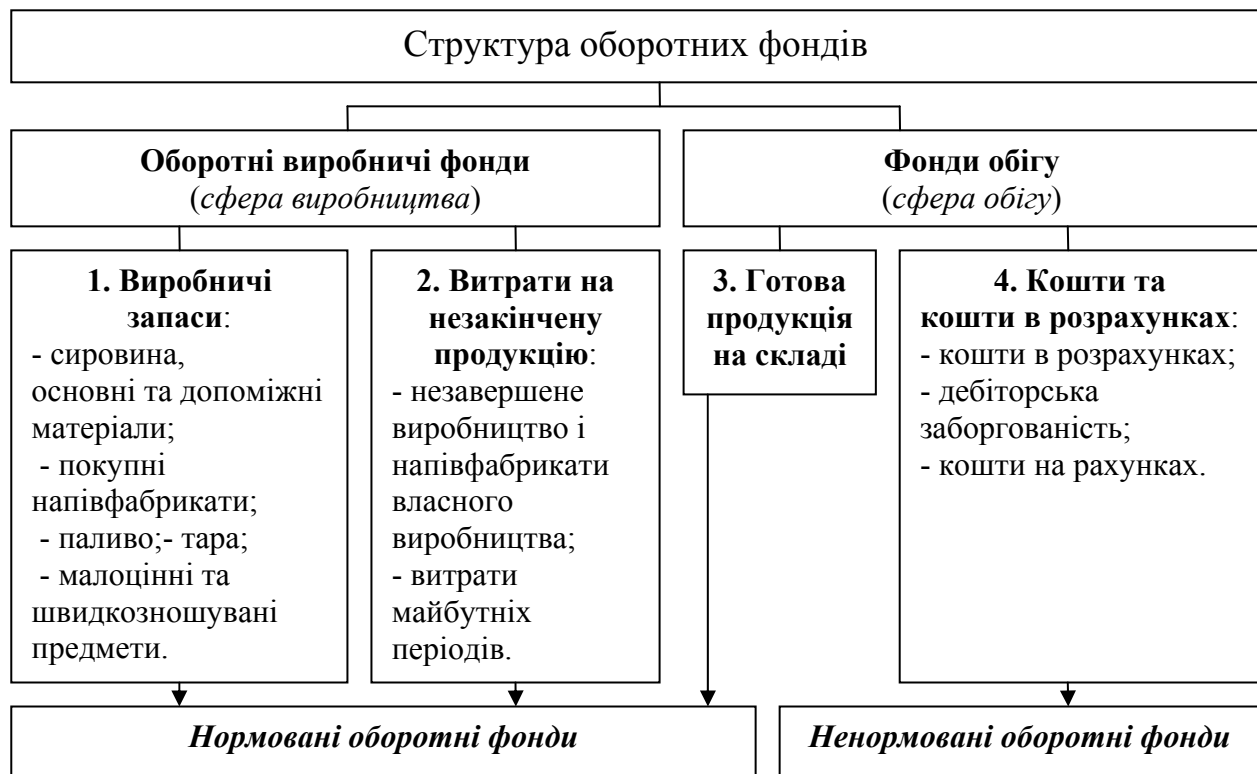 Структура оборотних фондів
Оборотні виробничі фонди
(сфера виробництва)
Фонди обігу
(сфера обігу)
1. Виробничі
запаси:
- сировина,
основні та допоміжні
матеріали;
- покупні
напівфабрикати;
- паливо;- тара;
- малоцінні та
швидкозношувані
предмети.
2. Витрати на
незакінчену
продукцію:
- незавершене
виробництво і
напівфабрикати
власного
виробництва;
- витрати
майбутніх
періодів.
3. Готова
продукція
на складі
4. Кошти та
кошти в розрахунках:
- кошти в розрахунках;
- дебіторська
заборгованість;
- кошти на рахунках.
Нормовані оборотні фонди
Ненормовані оборотні фонди